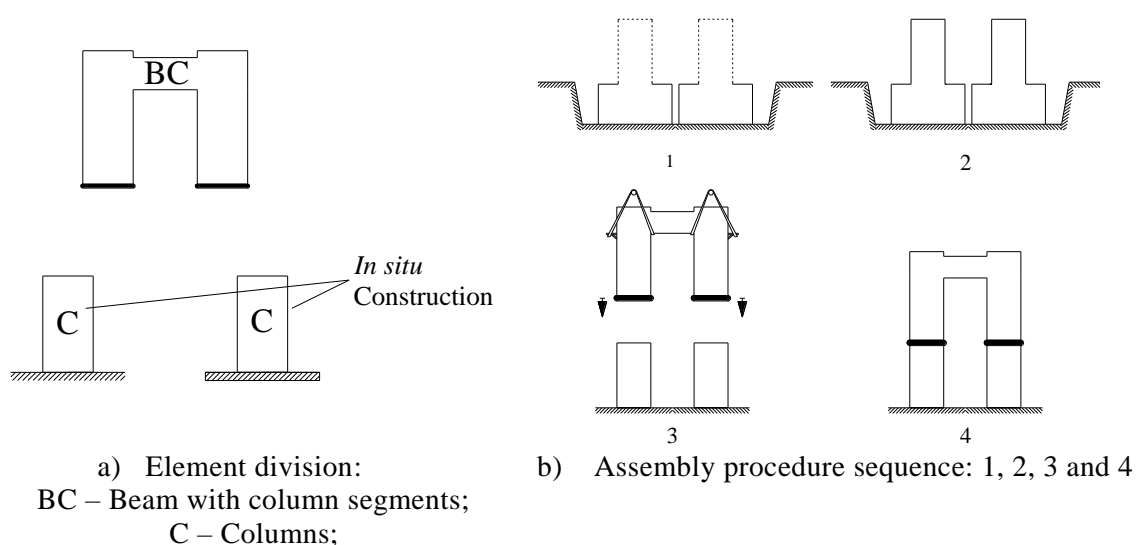 BC
In situ
Construction
C
C
a) Element division:
BC – Beam with column segments;
C – Columns;
1
2
3
4
b) Assembly procedure sequence: 1, 2, 3 and 4